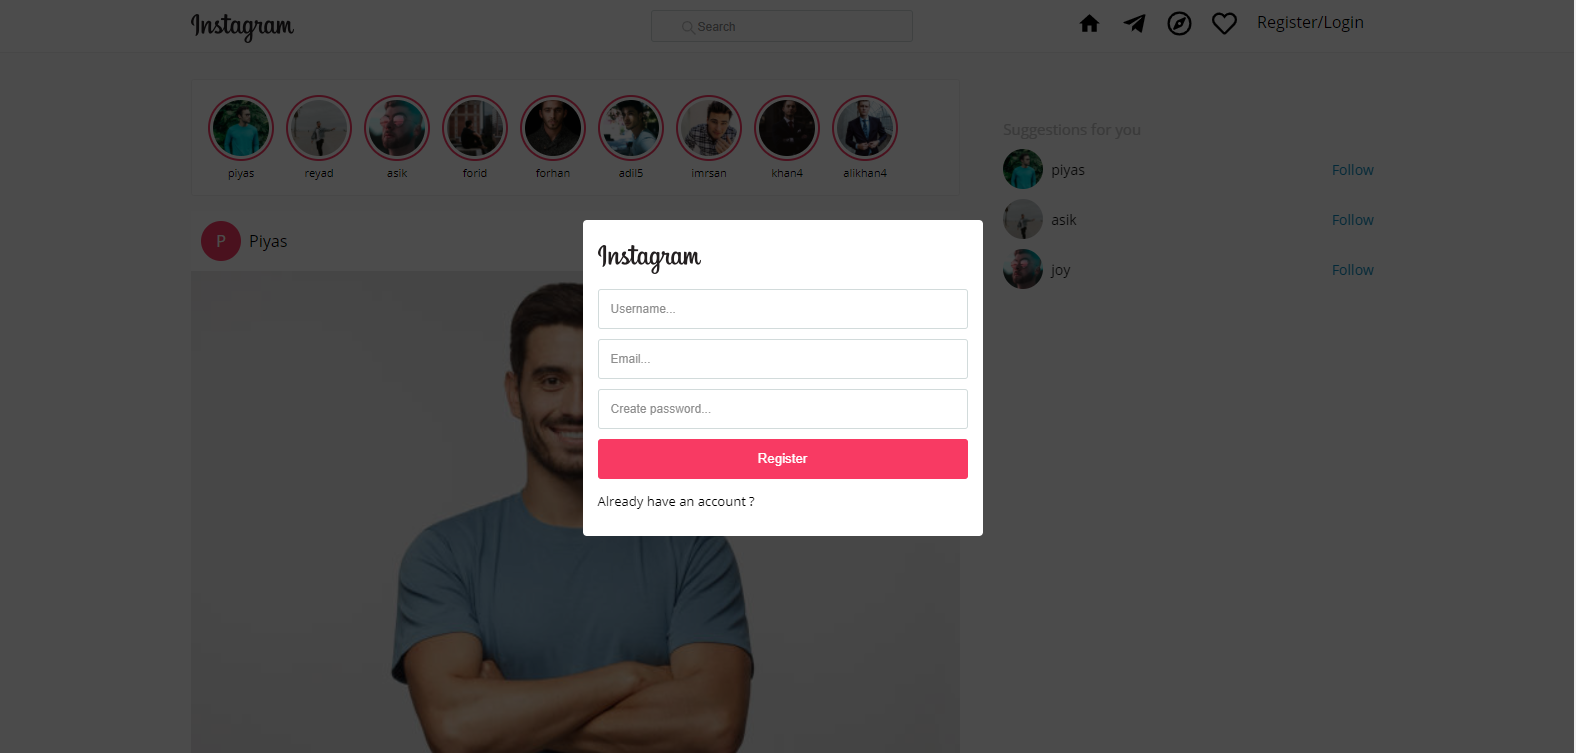 Instagram
Search
Register/Login
piyas
reyad
asik
forid
forhan
adil5
imrsan
khan4
alikhan4
Suggestions for you
piyas
Follow
asik
Follow
joy
Follow
P
Piyas
Instagram
Username...
Email...
Create password...
Register
Already have an account ?